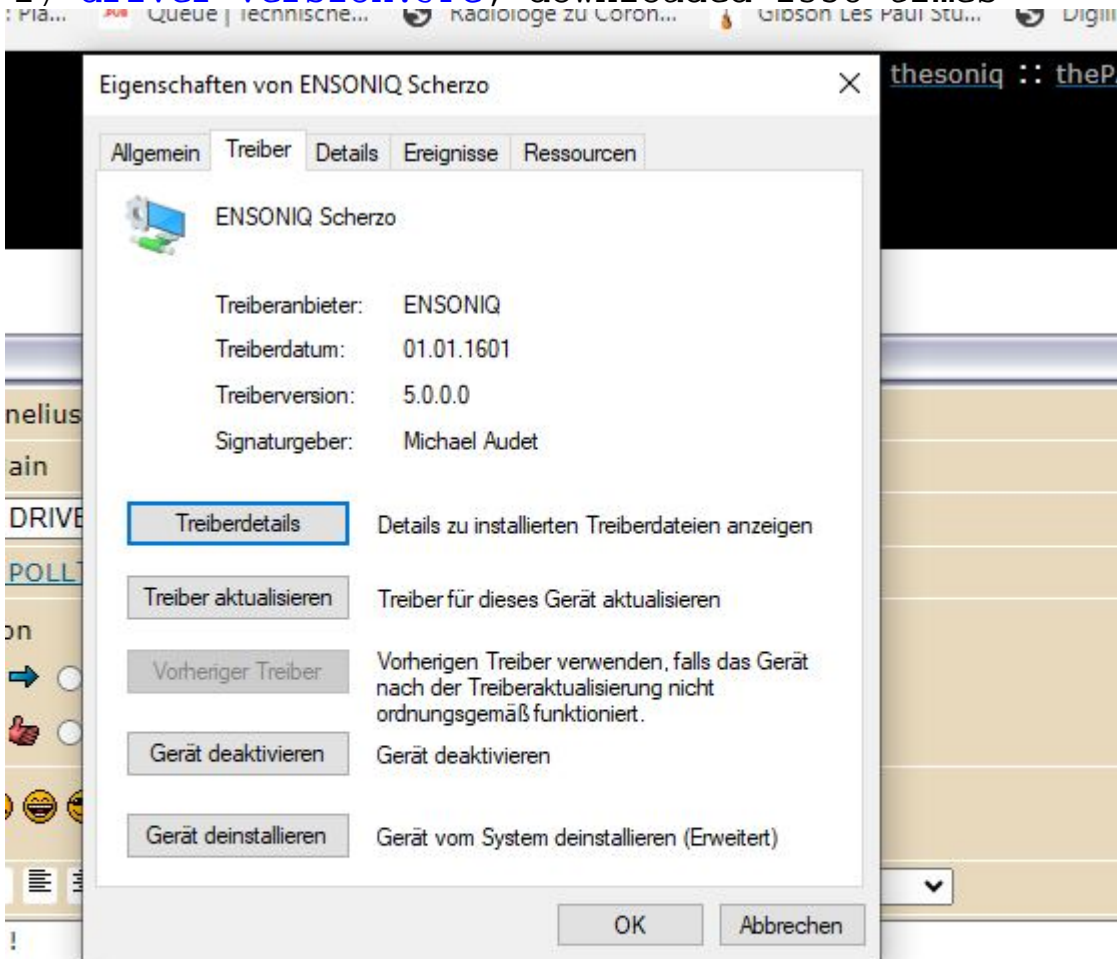 Queue | Technische...
Radiologe zu Coron...
Gibson Les Paul Stu...
Eigenschaften von ENSONIQ Scherzo
thesoniq :: theP
Allgemein Treiber Details Ereignisse Ressourcen
ENSONIQ Scherzo
Treiberanbieter: ENSONIQ
Treiberdatum: 01.01.1601
Treiberversion: 5.0.0.0
Signaturgeber: Michael Audet
nelius
ain
DRIVE
POLL
on
Treiberdetails Details zu installierten Treiberdateien anzeigen
Treiber aktualisieren Treiber für dieses Gerät aktualisieren
Vorheriger Treiber Vorherigen Treiber verwenden, falls das Gerät
nach der Treiberaktualisierung nicht
ordnungsgemäß funktioniert.
Gerät deaktivieren Gerät deaktivieren
Gerät deinstallieren Gerät vom System deinstallieren (Erweitert)
OK Abbrechen
!